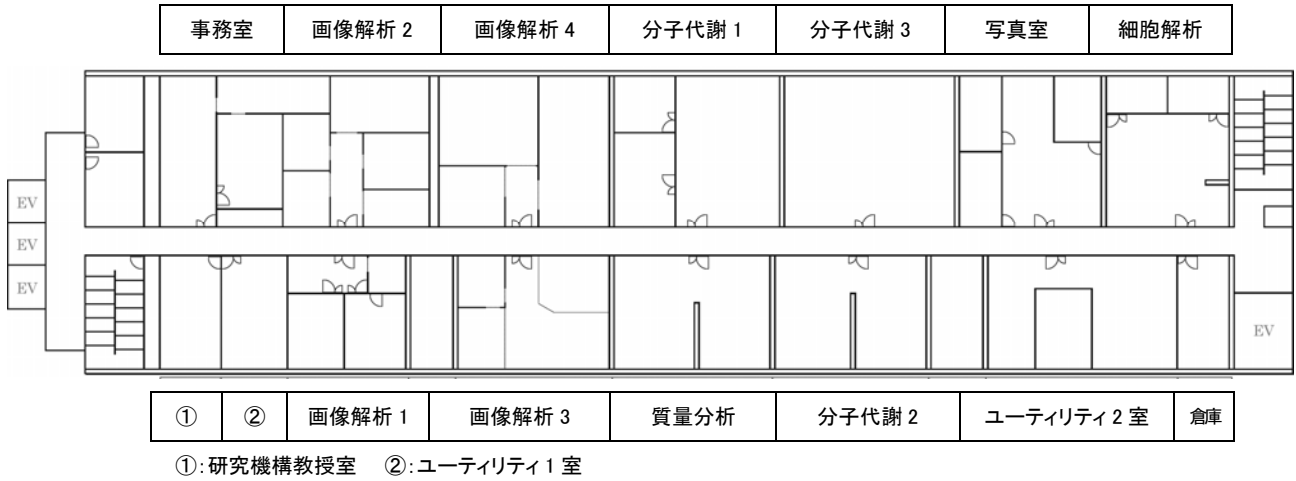 事務室 画像解析 2 画像解析 4 分子代謝 1 分子代謝 3 写真室 細胞解析
EV
EV
EV
EV
① ② 画像解析 1 画像解析 3 質量分析 分子代謝 2 ユーティリティ 2 室 倉庫
①:研究機構教授室 ②:ユーティリティ 1 室